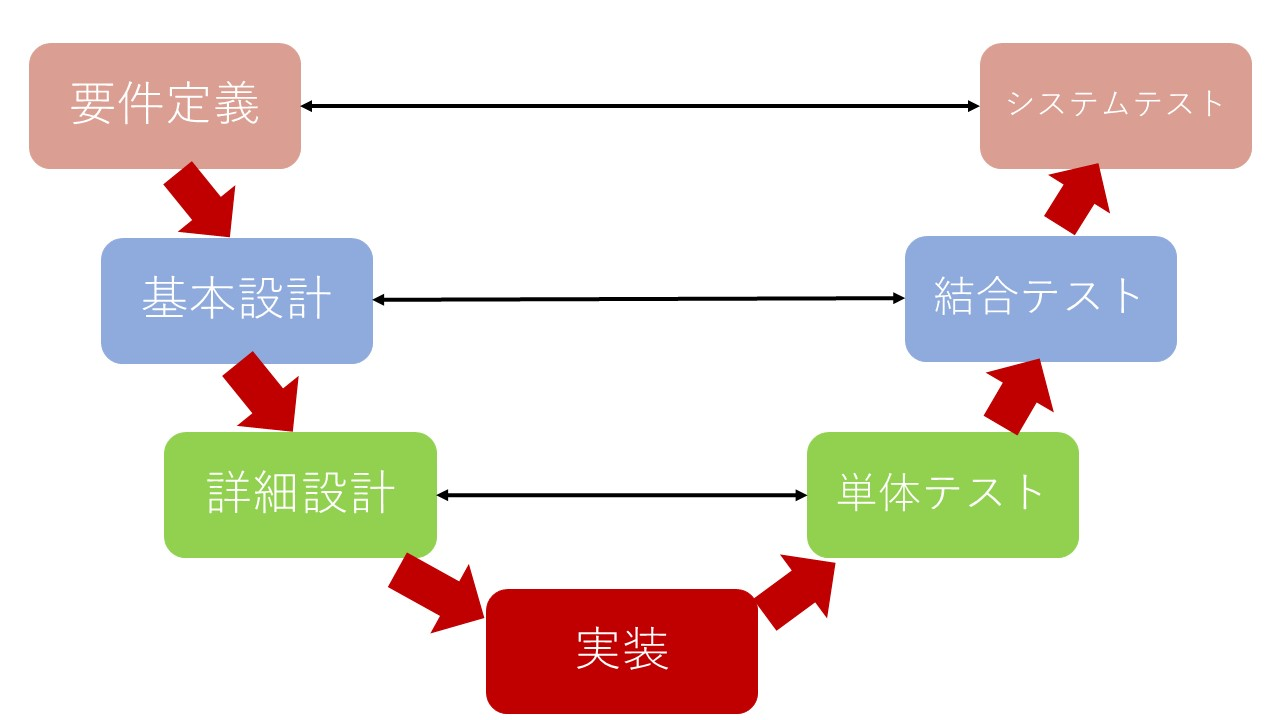 要件定義
システムテスト
基本設計
結合テスト
詳細設計
単体テスト
実装